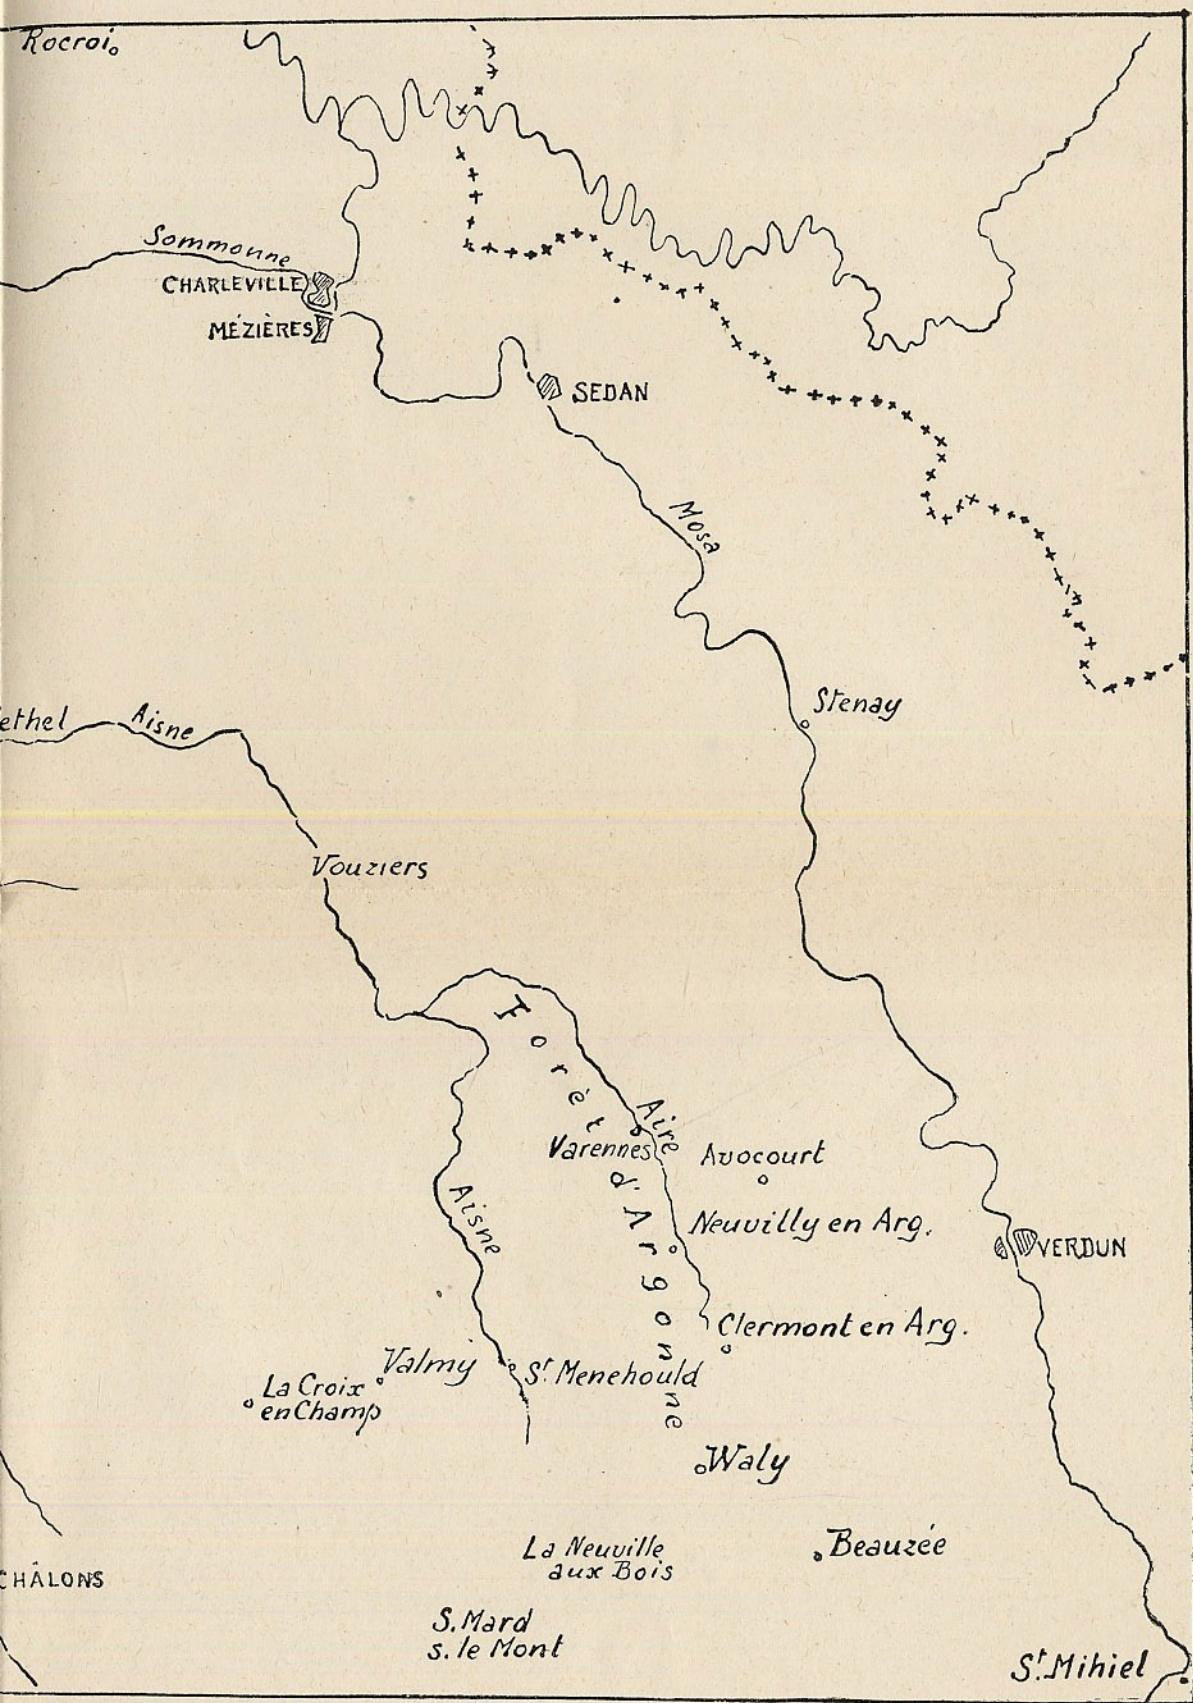 Rocroi
Sommonne
CHARLEVILLE
MÉZIÈRES
SEDAN
Mosa
Stenay
ethel
Aisne
Vouziers
Forêt d'Argonne
Aire
Varennes
Avocourt
Aisne
Neuvilly en Arg.
VERDUN
Clermont en Arg.
Valmy
St Menehould
La Croix
en Champ
Waly
La Neuville
aux Bois
Beauzée
CHÂLONS
S. Mard
s. le Mont
St. Mihiel